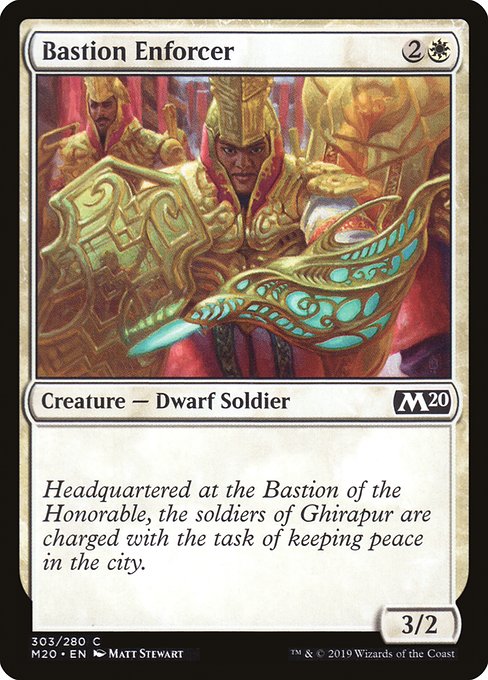 Bastion Enforcer 2
Creature — Dwarf Soldier M20
Headquartered at the Bastion of the
Honorable, the soldiers of Ghirapur are
charged with the task of keeping peace
in the city.
3/2
303/280 C
M20 • EN Matt Stewart ™ & © 2019 Wizards of the Coast